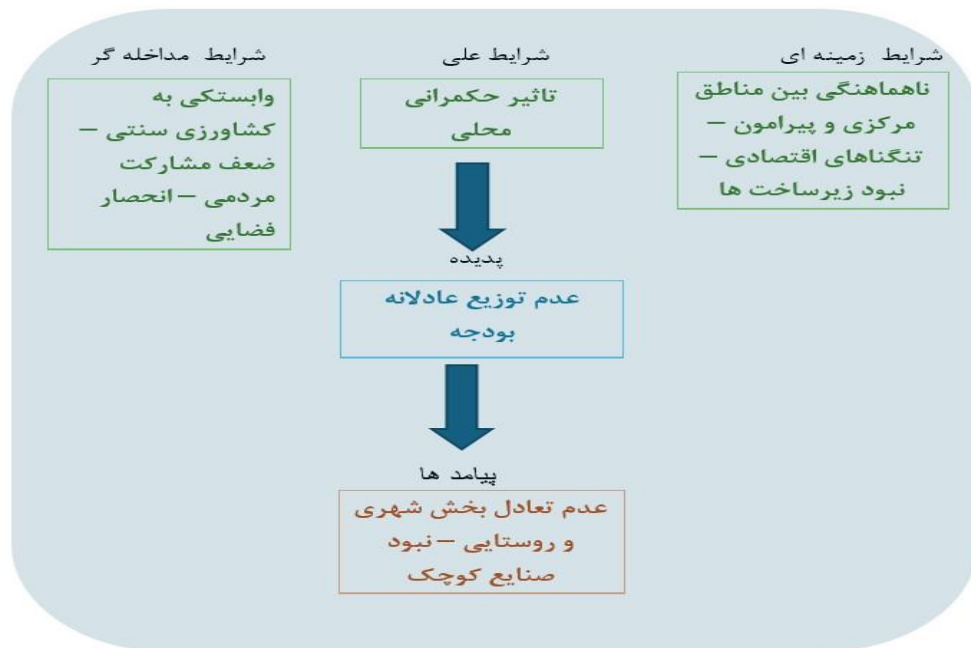 شرایط زمینه ای
ناهماهنگی بین مناطق
مرکزی و پیرامون –
تنگناهای اقتصادی –
نبود زیرساخت ها
شرایط علی
تاثیر حکمرانی
محلی
شرایط مداخله گر
وابستکی به
کشاورزی سنتی –
ضعف مشارکت
مردمی – انحصار
فضایی
پدیده
عدم توزیع عادلانه
بودجه
پیامد ها
عدم تعادل بخش شهری
و روستایی – نبود
صنایع کوچک